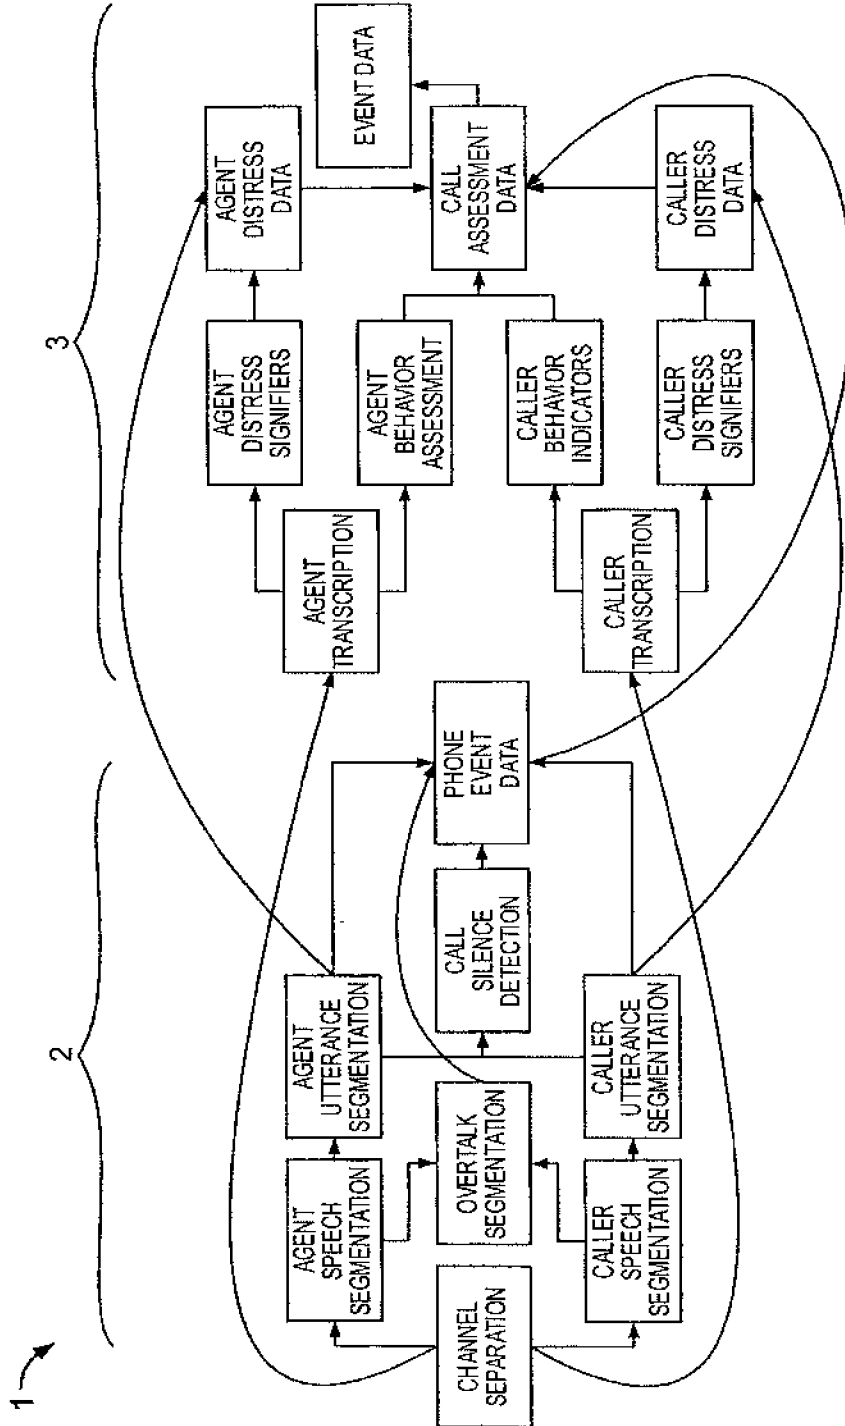 1
2
3
CHANNEL
SEPARATION
AGENT
SPEECH
SEGMENTATION
CALLER
SPEECH
SEGMENTATION
OVERTALK
SEGMENTATION
AGENT
UTTERANCE
SEGMENTATION
CALLER
UTTERANCE
SEGMENTATION
CALL
SILENCE
DETECTION
PHONE
EVENT
DATA
AGENT
TRANSCRIPTION
CALLER
TRANSCRIPTION
AGENT
DISTRESS
SIGNIFIERS
AGENT
BEHAVIOR
ASSESSMENT
CALLER
BEHAVIOR
INDICATORS
CALLER
DISTRESS
SIGNIFIERS
AGENT
DISTRESS
DATA
CALL
ASSESSMENT
DATA
CALLER
DISTRESS
DATA
EVENT DATA